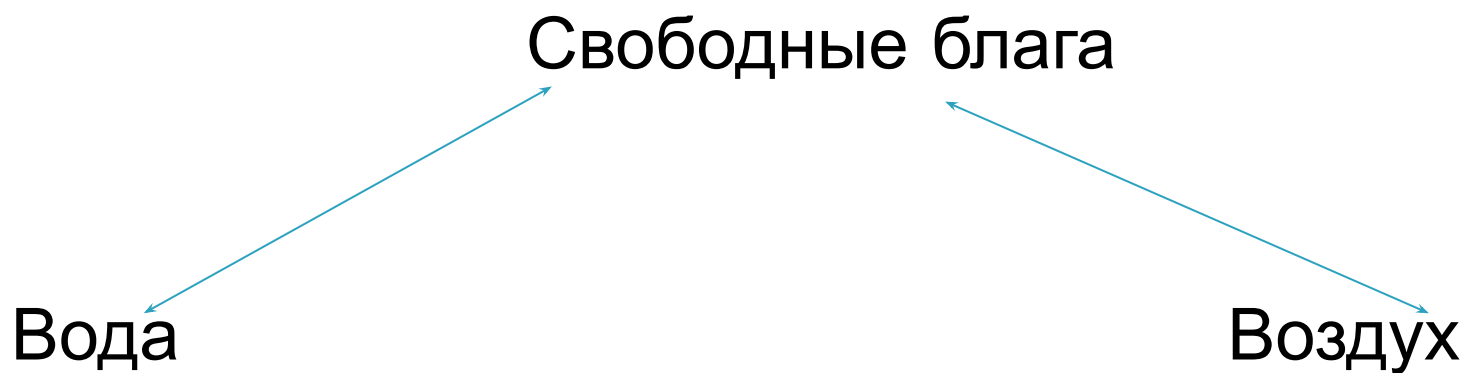 Свободные блага
Вода
Воздух